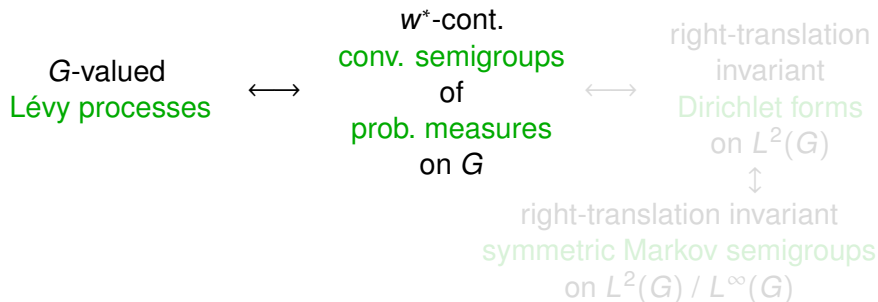 G-valued
Lévy processes
⟷
w*-cont.
conv. semigroups
of
prob. measures
on G
⟷
right-translation
invariant
Dirichlet forms
on L²(G)
↕
right-translation invariant
symmetric Markov semigroups
on L²(G) / L∞(G)